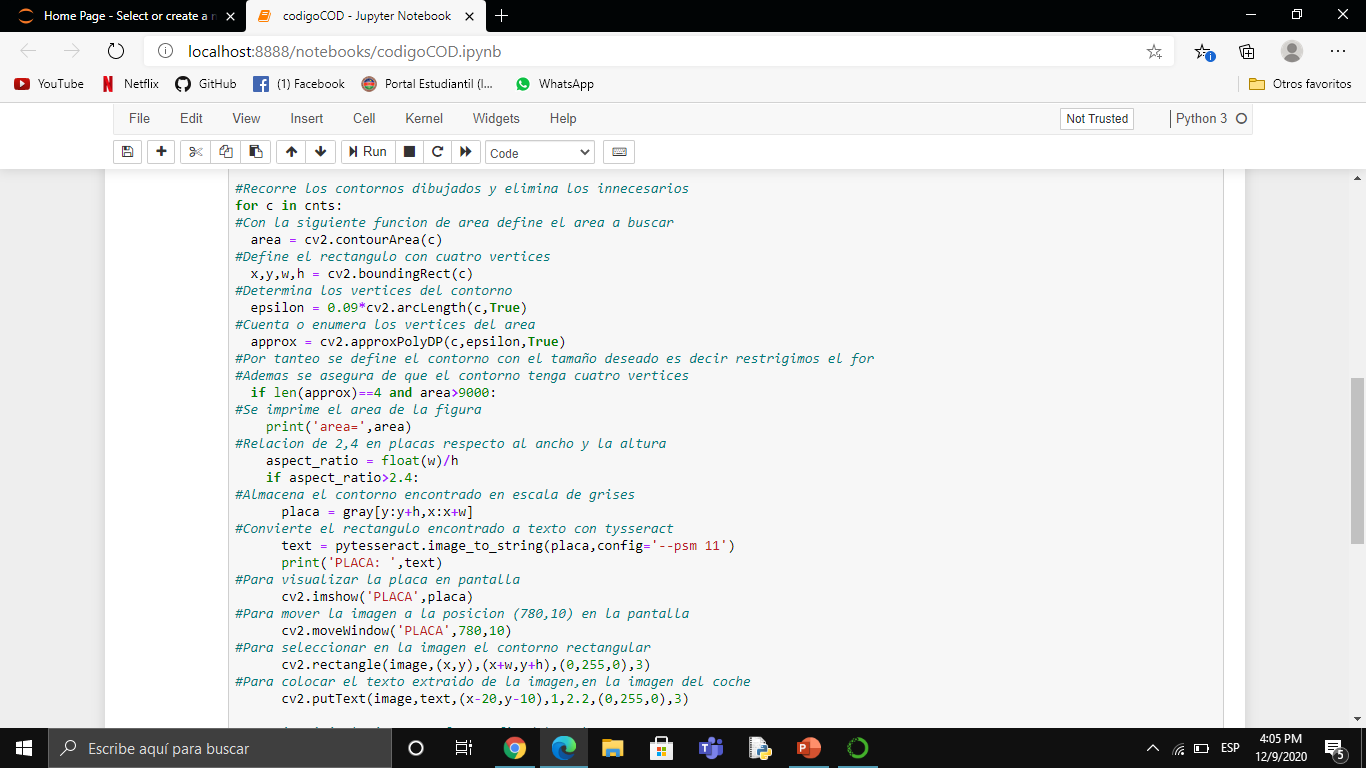 Home Page - Select or create a n
codigoCOD - Jupyter Notebook
localhost:8888/notebooks/codigoCOD.ipynb
YouTube Netflix GitHub (1) Facebook Portal Estudiantil (I... WhatsApp Otros favoritos
File Edit View Insert Cell Kernel Widgets Help Not Trusted Python 3
Run Code
#Recorre los contornos dibujados y elimina los innecesarios
for c in cnts:
#Con la siguiente funcion de area define el area a buscar
area = cv2.contourArea(c)
#Define el rectangulo con cuatro vertices
x,y,w,h = cv2.boundingRect(c)
#Determina los vertices del contorno
epsilon = 0.09*cv2.arcLength(c,True)
#Cuenta o enumera los vertices del area
approx = cv2.approxPolyDP(c,epsilon,True)
#Por tanteo se define el contorno con el tamaño deseado es decir restrigimos el for
#Ademas se asegura de que el contorno tenga cuatro vertices
if len(approx)==4 and area>9000:
#Se imprime el area de la figura
print('area=',area)
#Relacion de 2,4 en placas respecto al ancho y la altura
aspect_ratio = float(w)/h
if aspect_ratio>2.4:
#Almacena el contorno encontrado en escala de grises
placa = gray[y:y+h,x:x+w]
#Convierte el rectangulo encontrado a texto con tysseract
text = pytesseract.image_to_string(placa,config='--psm 11')
print('PLACA: ',text)
#Para visualizar la placa en pantalla
cv2.imshow('PLACA',placa)
#Para mover la imagen a la posicion (780,10) en la pantalla
cv2.moveWindow('PLACA',780,10)
#Para seleccionar en la imagen el contorno rectangular
cv2.rectangle(image,(x,y),(x+w,y+h),(0,255,0),3)
#Para colocar el texto extraido de la imagen,en la imagen del coche
cv2.putText(image,text,(x-20,y-10),1,2.2,(0,255,0),3)
Escribe aquí para buscar
ESP
4:05 PM
12/9/2020
5